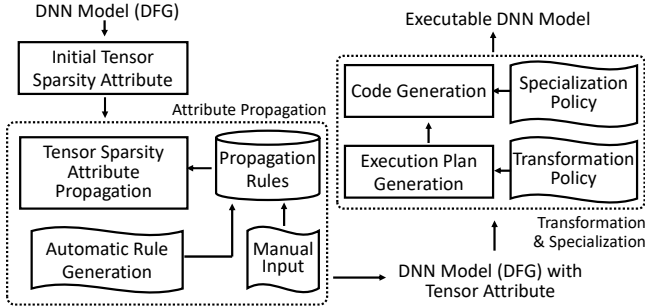 DNN Model (DFG)
Initial Tensor
Sparsity Attribute
Attribute Propagation
Tensor Sparsity
Attribute
Propagation
Propagation
Rules
Automatic Rule
Generation
Manual
Input
Executable DNN Model
Code Generation
Specialization
Policy
Execution Plan
Generation
Transformation
Policy
Transformation
& Specialization
DNN Model (DFG) with
Tensor Attribute